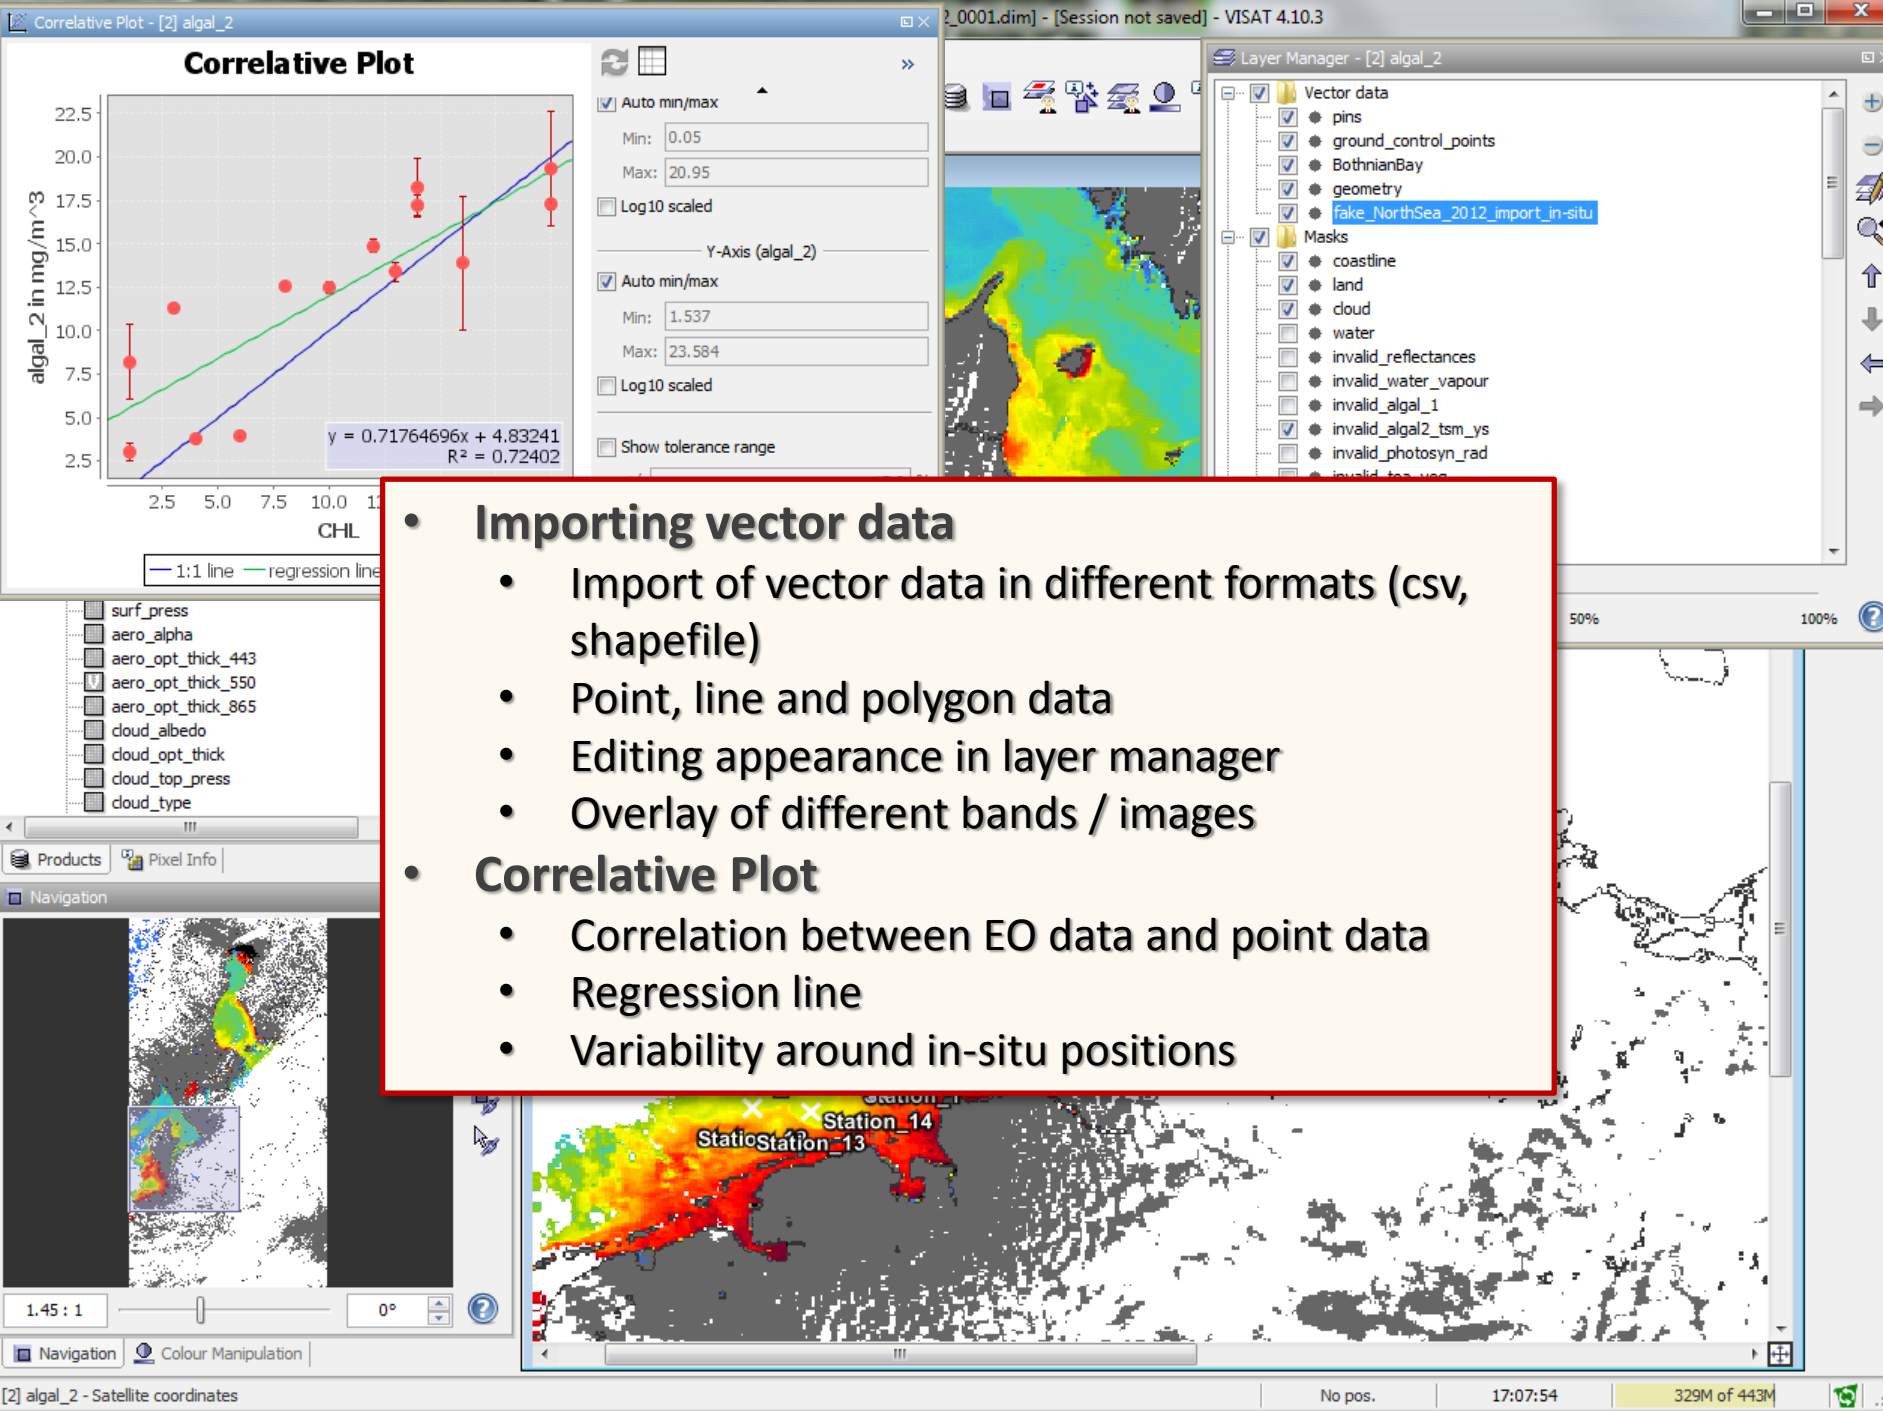 Correlative Plot - [2] algal_2
2_0001.dim] - [Session not saved] - VISAT 4.10.3
Correlative Plot
22.5
20.0
17.5
15.0
12.5
10.0
7.5
5.0
2.5
algal_2 in mg/m^3
y = 0.71764696x + 4.83241
R² = 0.72402
2.5 5.0 7.5 10.0
CHL
1:1 line regression line
»
Auto min/max
Min: 0.05
Max: 20.95
Log10 scaled
Y-Axis (algal_2)
Auto min/max
Min: 1.537
Max: 23.584
Log10 scaled
Show tolerance range
Layer Manager - [2] algal_2
Vector data
pins
ground_control_points
BothnianBay
geometry
fake_NorthSea_2012_import_in-situ
Masks
coastline
land
cloud
water
invalid_reflectances
invalid_water_vapour
invalid_algal_1
invalid_algal2_tsm_ys
invalid_photosyn_rad
50% 100%
• Importing vector data
• Import of vector data in different formats (csv,
shapefile)
• Point, line and polygon data
• Editing appearance in layer manager
• Overlay of different bands / images
• Correlative Plot
• Correlation between EO data and point data
• Regression line
• Variability around in-situ positions
surf_press
aero_alpha
aero_opt_thick_443
aero_opt_thick_550
aero_opt_thick_865
cloud_albedo
cloud_opt_thick
cloud_top_press
cloud_type
Products Pixel Info
Navigation
Station_14
Station_13
1.45 : 1 0°
Navigation Colour Manipulation
[2] algal_2 - Satellite coordinates
No pos. 17:07:54 329M of 443M